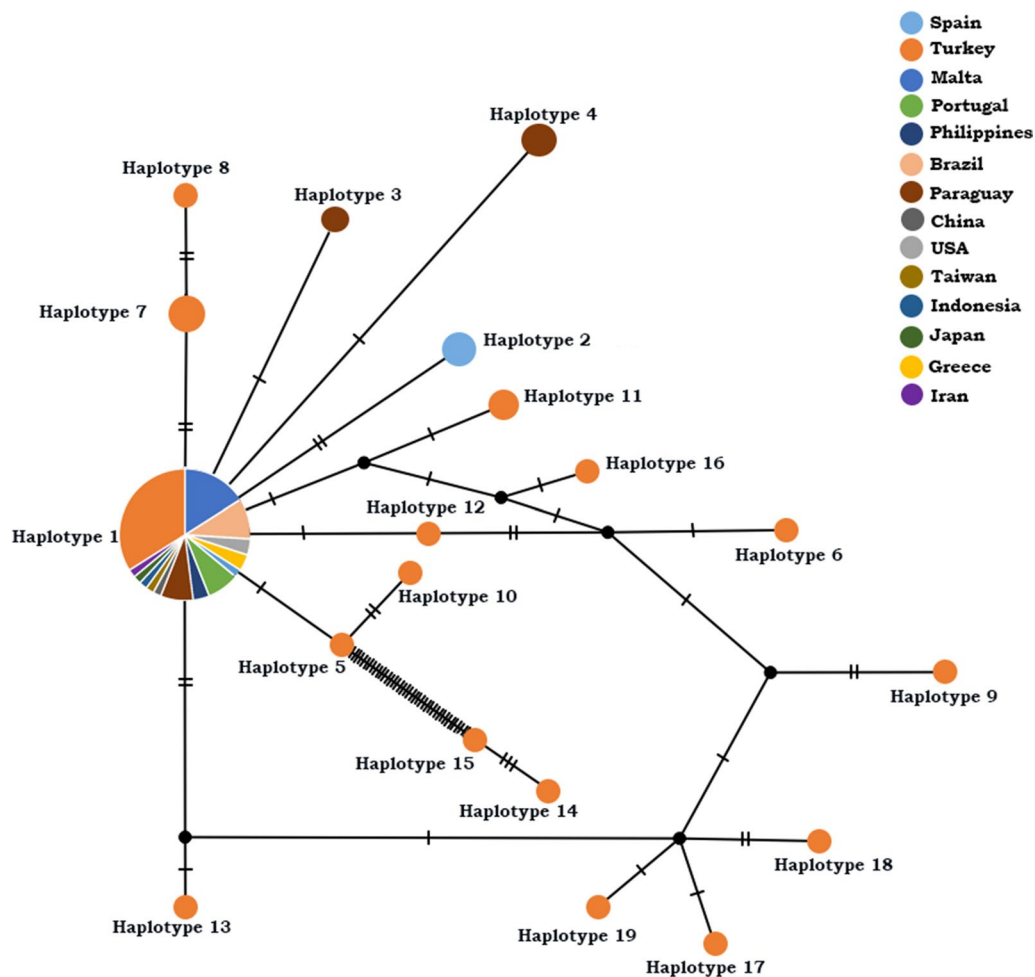 Spain
Turkey
Malta
Portugal
Philippines
Brazil
Paraguay
China
USA
Taiwan
Indonesia
Japan
Greece
Iran
Haplotype 4
Haplotype 8
Haplotype 3
Haplotype 7
Haplotype 2
Haplotype 11
Haplotype 16
Haplotype 12
Haplotype 1
Haplotype 6
Haplotype 10
Haplotype 5
Haplotype 9
Haplotype 15
Haplotype 14
Haplotype 18
Haplotype 13
Haplotype 19
Haplotype 17